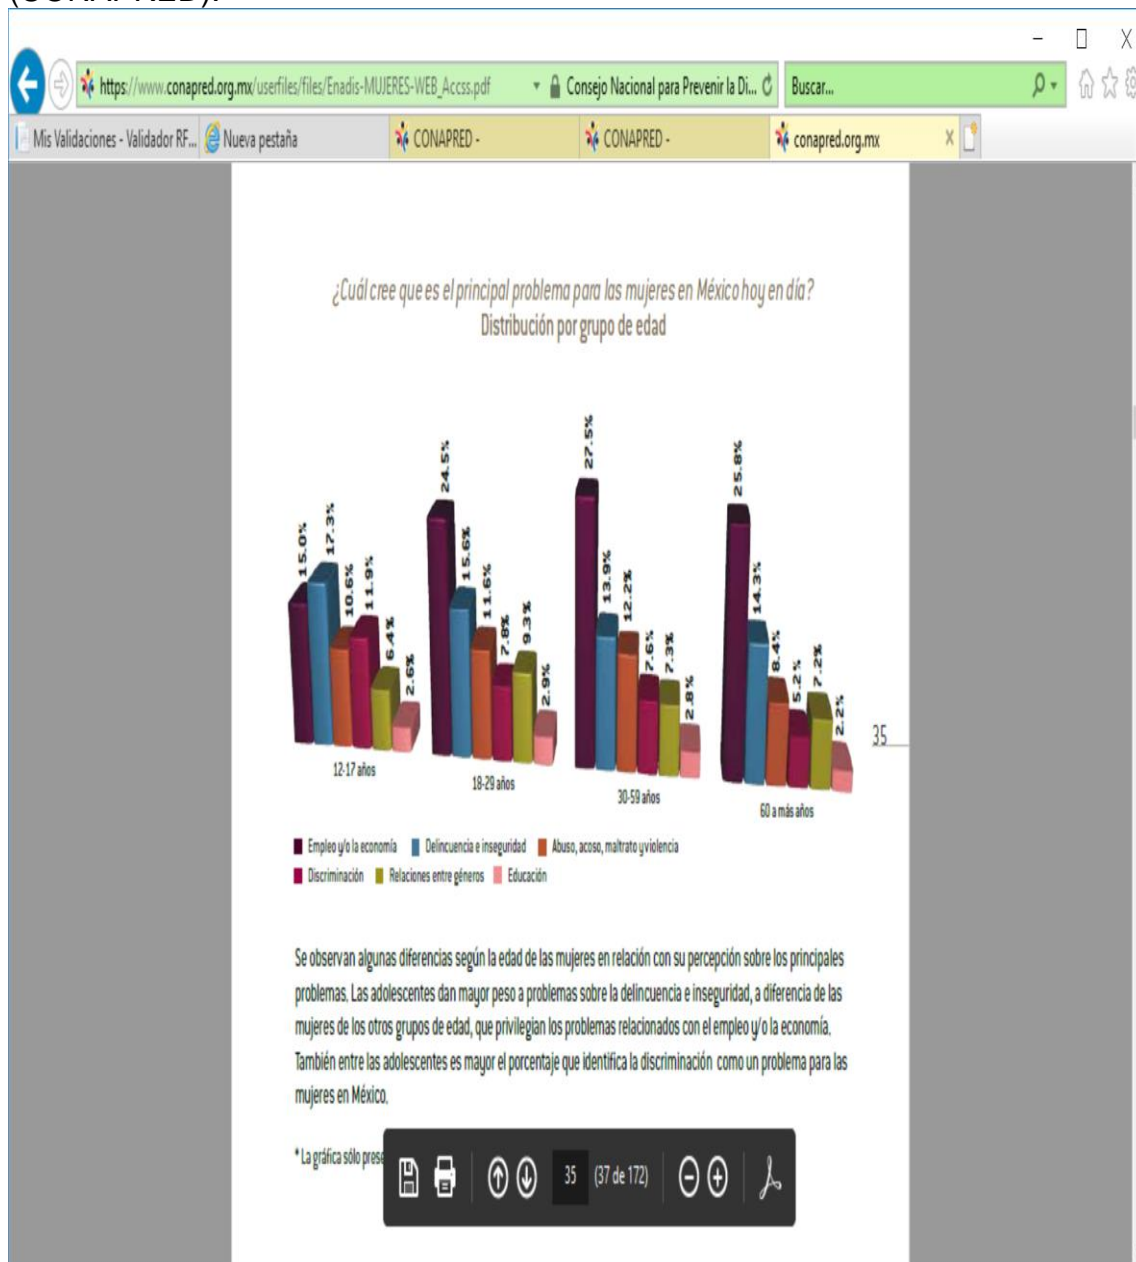 (CONAPRED).
https://www.conapred.org.mx/userfiles/files/Enadis-MUJERES-WEB_Accss.pdf
Consejo Nacional para Prevenir la Di...
Buscar...
Mis Validaciones - Validador RF...
Nueva pestaña
CONAPRED -
CONAPRED -
conapred.org.mx
¿Cuál cree que es el principal problema para las mujeres en México hoy en día?
Distribución por grupo de edad
15.0%
17.3%
10.6%
11.9%
6.4%
2.6%
24.5%
15.6%
11.6%
7.8%
9.3%
2.9%
27.5%
13.9%
12.2%
7.6%
7.3%
2.8%
25.8%
14.3%
8.4%
5.2%
7.2%
2.2%
35
12-17 años
18-29 años
30-59 años
60 a más años
Empleo y/o la economía
Delincuencia e inseguridad
Abuso, acoso, maltrato y violencia
Discriminación
Relaciones entre géneros
Educación
Se observan algunas diferencias según la edad de las mujeres en relación con su percepción sobre los principales
problemas. Las adolescentes dan mayor peso a problemas sobre la delincuencia e inseguridad, a diferencia de las
mujeres de los otros grupos de edad, que privilegian los problemas relacionados con el empleo y/o la economía.
También entre las adolescentes es mayor el porcentaje que identifica la discriminación como un problema para las
mujeres en México.
* La gráfica sólo prese
35 (37 de 172)